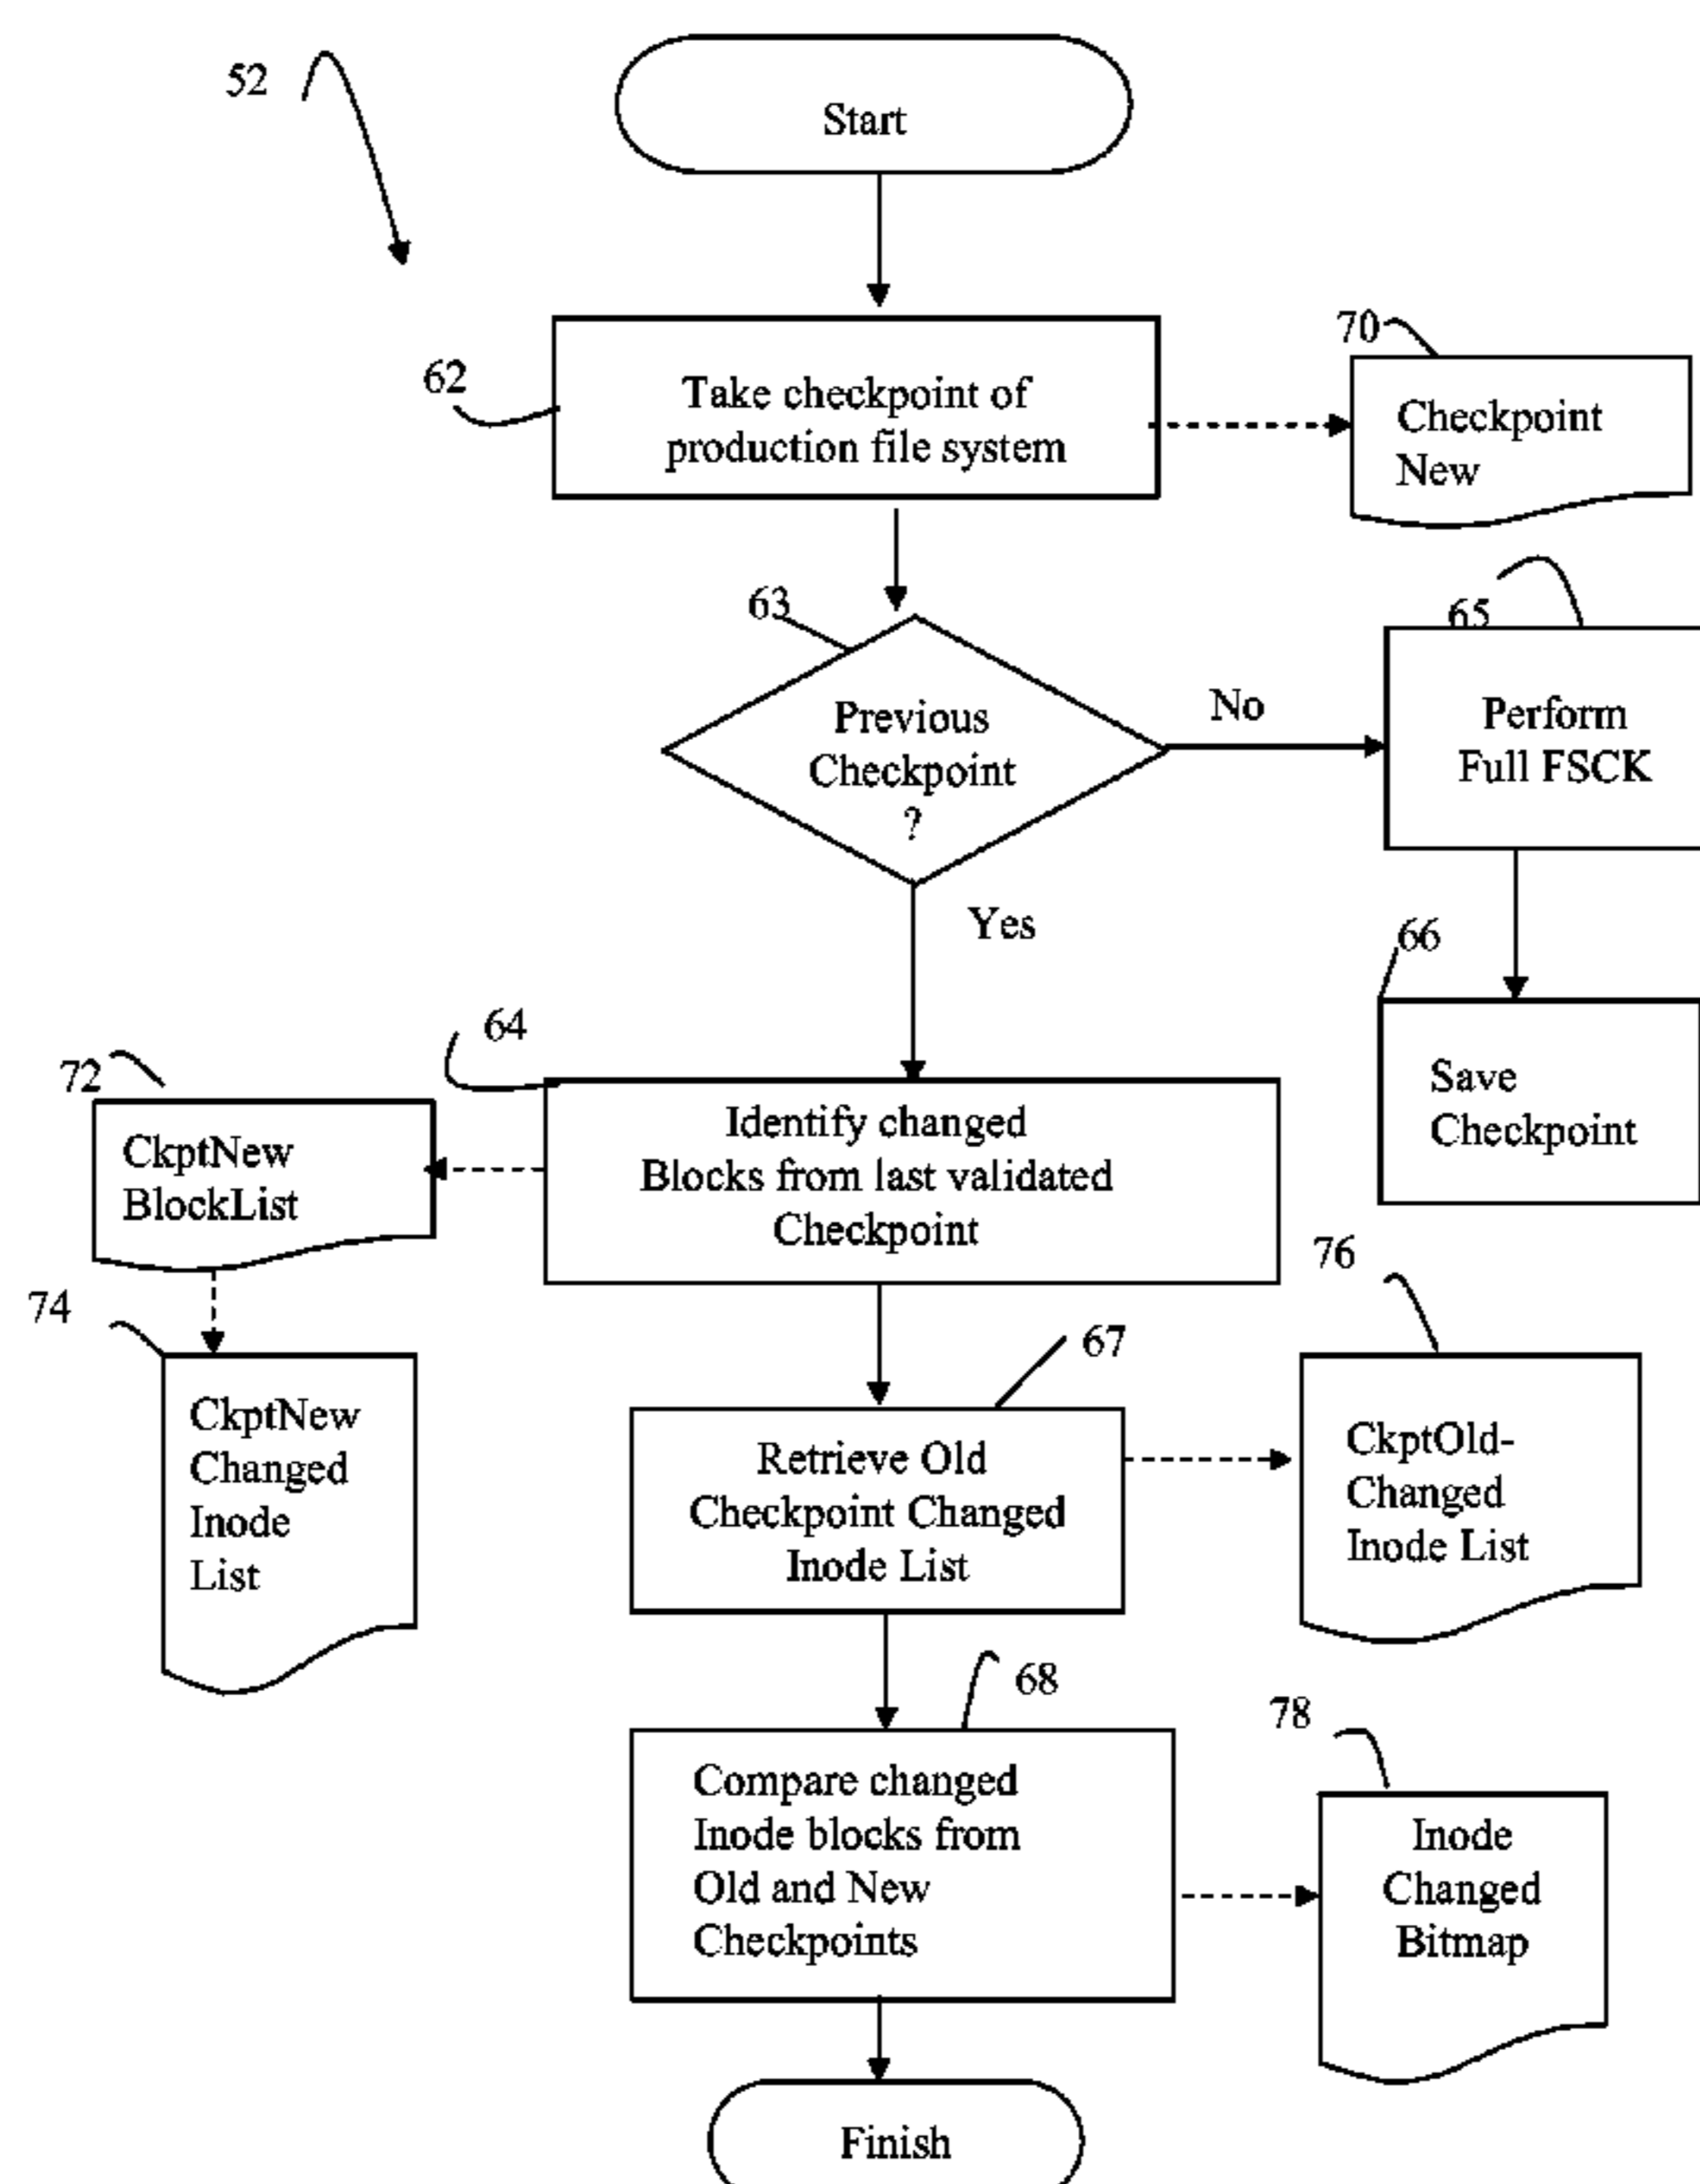 52
Start
62
Take checkpoint of
production file system
70
Checkpoint
New
63
Previous
Checkpoint
?
No
65
Perform
Full FSCK
Yes
66
Save
Checkpoint
64
Identify changed
Blocks from last validated
Checkpoint
72
CkptNew
BlockList
74
CkptNew
Changed
Inode
List
67
Retrieve Old
Checkpoint Changed
Inode List
76
CkptOld-
Changed
Inode List
68
Compare changed
Inode blocks from
Old and New
Checkpoints
78
Inode
Changed
Bitmap
Finish